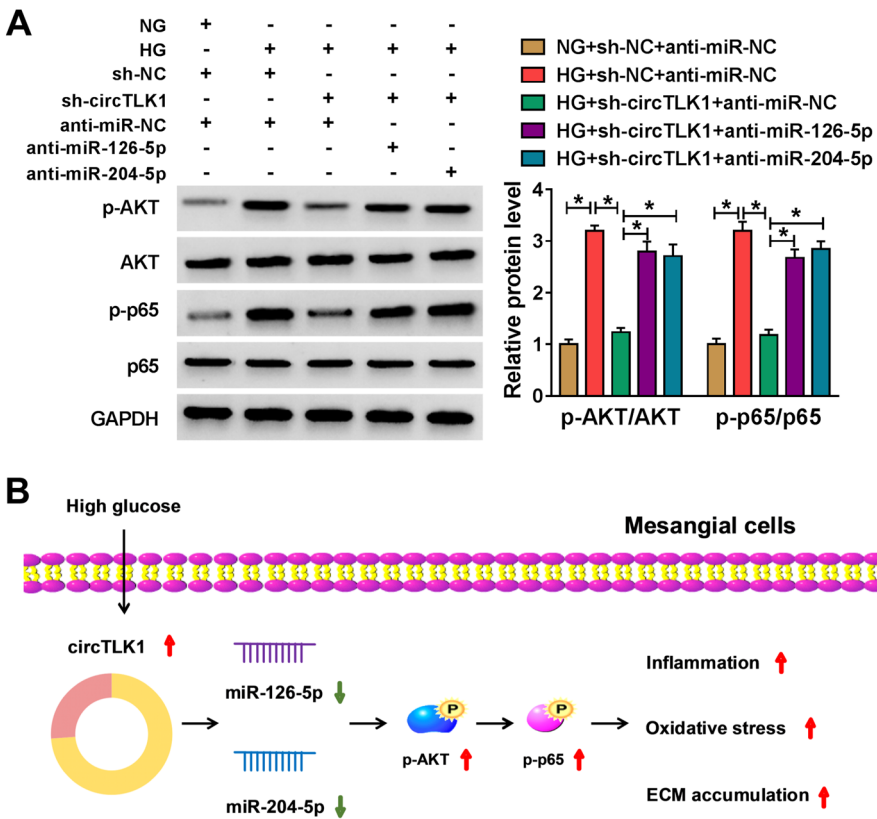 A
NG + - - - -
HG - + + + +
sh-NC + + - - -
sh-circTLK1 - - + + +
anti-miR-NC + + + - -
anti-miR-126-5p - - - + -
anti-miR-204-5p - - - - +
p-AKT
AKT
p-p65
p65
GAPDH
NG+sh-NC+anti-miR-NC
HG+sh-NC+anti-miR-NC
HG+sh-circTLK1+anti-miR-NC
HG+sh-circTLK1+anti-miR-126-5p
HG+sh-circTLK1+anti-miR-204-5p
Relative protein level
4
3
2
1
0
* * * *
* * * *
p-AKT/AKT p-p65/p65
B
High glucose
Mesangial cells
circTLK1
miR-126-5p
miR-204-5p
P
p-AKT
P
p-p65
Inflammation
Oxidative stress
ECM accumulation